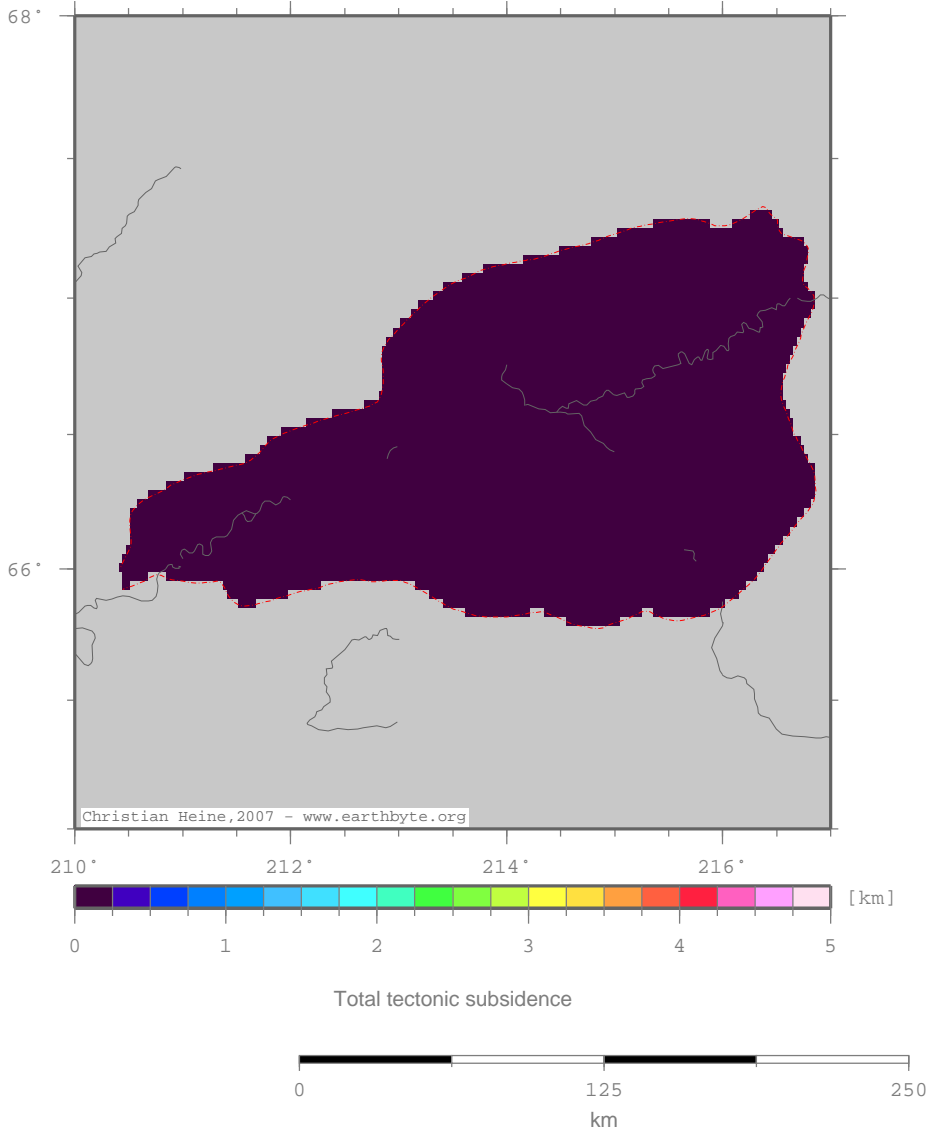 68°
66°
Christian Heine,2007 - www.earthbyte.org
210° 212° 214° 216°
[km]
0 1 2 3 4 5
Total tectonic subsidence
0 125 250
km